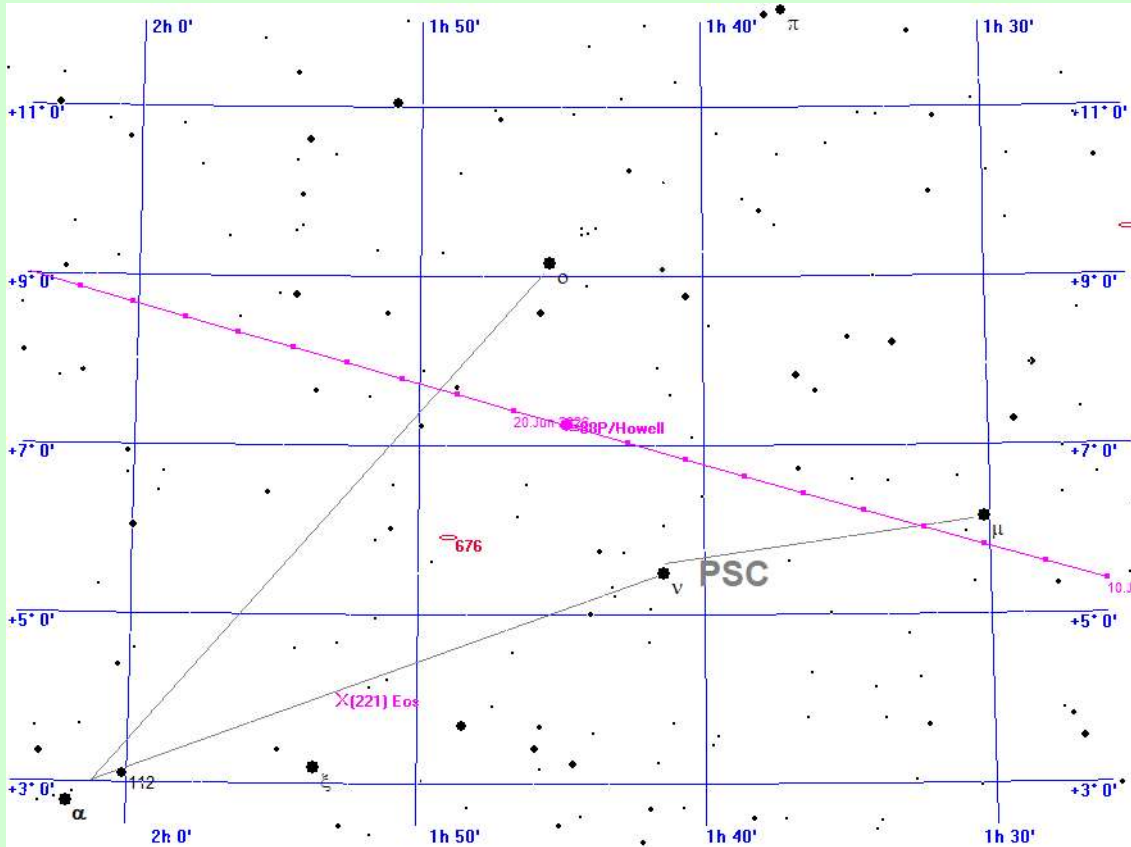 2h 0'
1h 50'
1h 40'
1h 30'
π
+11° 0'
+11° 0'
ο
+9° 0'
+9° 0'
20.Jun
88P/Howell
+7° 0'
+7° 0'
μ
676
ν
PSC
10.J
+5° 0'
+5° 0'
(221) Eos
ξ
112
+3° 0'
+3° 0'
α
2h 0'
1h 50'
1h 40'
1h 30'